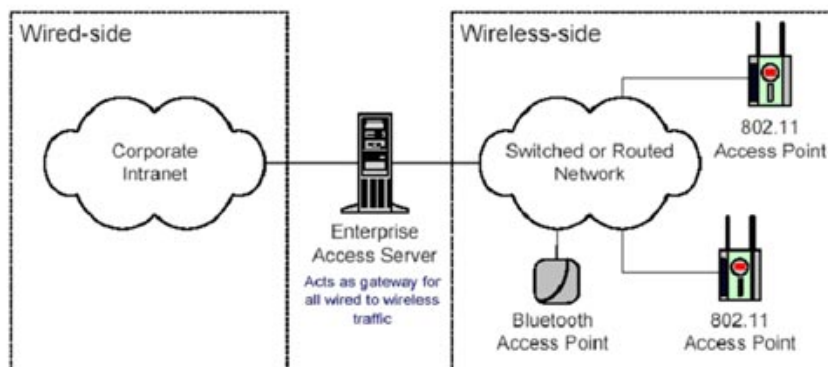 Wired-side
Wireless-side
Corporate
Intranet
Enterprise
Access Server
Acts as gateway for
all wired to wireless
traffic
Switched or Routed
Network
802.11
Access Point
Bluetooth
Access Point
802.11
Access Point